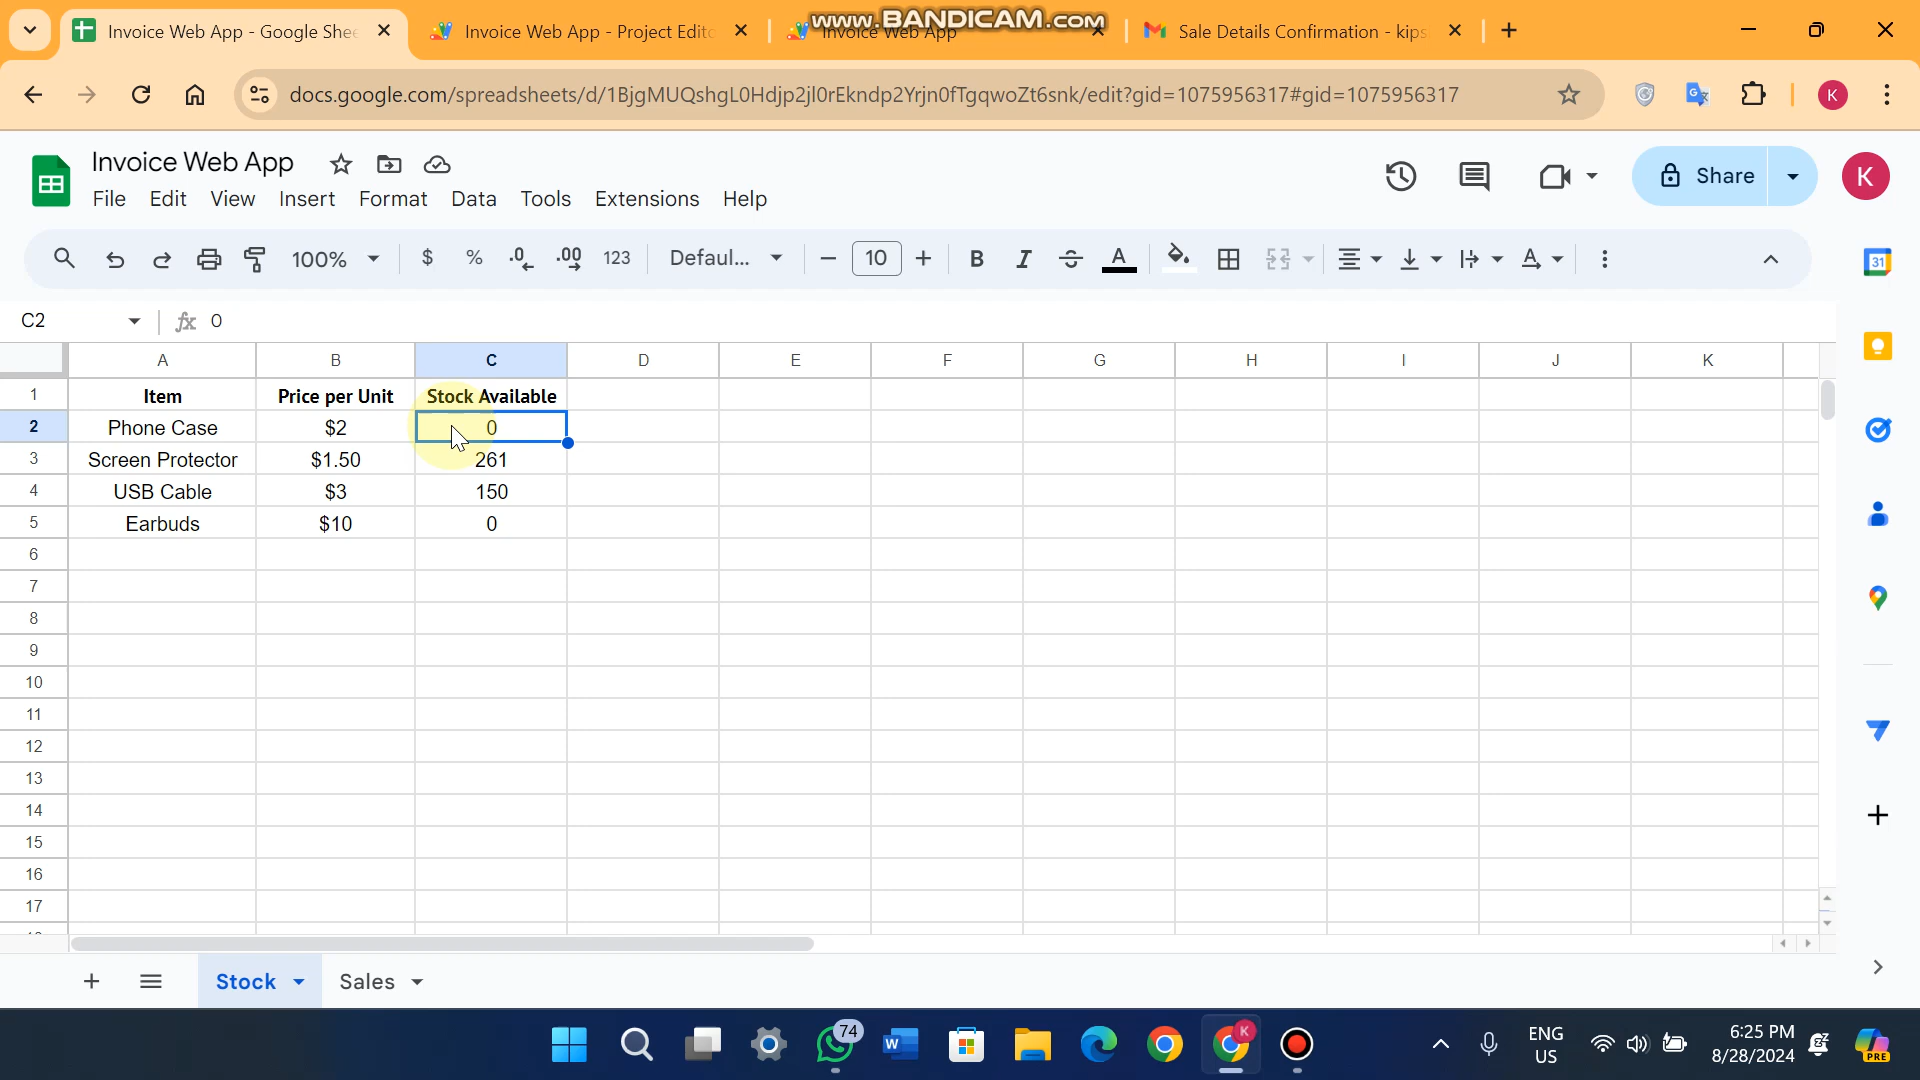 Invoice Web App - Google Shee
Invoice Web App - Project Edito
Invoice Web App
Sale Details Confirmation - kips
www.BANDICAM.com
docs.google.com/spreadsheets/d/1BjgMUQshgL0Hdjp2jl0rEkndp2Yrjn0fTgqwoZt6snk/edit?gid=1075956317#gid=1075956317
K
Invoice Web App
Share
K
File Edit View Insert Format Data Tools Extensions Help
100% $ % .0 .00 123 Defaul... 10 B I A A
31
C2 fx 0
A B C D E F G H I J K
1 Item Price per Unit Stock Available
2 Phone Case $2 0
3 Screen Protector $1.50 261
4 USB Cable $3 150
5 Earbuds $10 0
6
7
8
9
10
11
12
13
14
15
16
17
Stock Sales
74
W
K
ENG
US
6:25 PM
8/28/2024
PRE